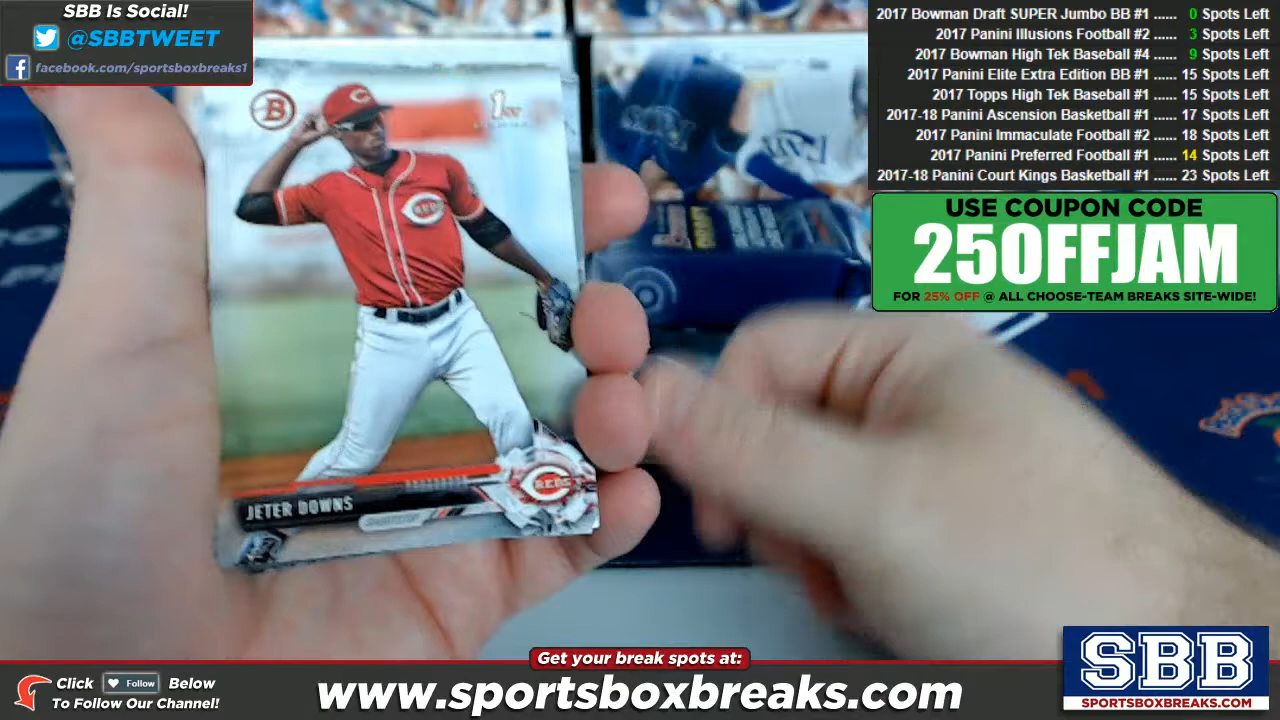 SBB Is Social!
@SBBTWEET
facebook.com/sportsboxbreaks1
2017 Bowman Draft SUPER Jumbo BB #1 ...... 0 Spots Left
2017 Panini Illusions Football #2 ...... 3 Spots Left
2017 Bowman High Tek Baseball #4 ...... 9 Spots Left
2017 Panini Elite Extra Edition BB #1 ...... 15 Spots Left
2017 Topps High Tek Baseball #1 ...... 15 Spots Left
2017-18 Panini Ascension Basketball #1 ...... 17 Spots Left
2017 Panini Immaculate Football #2 ...... 18 Spots Left
2017 Panini Preferred Football #1 ...... 14 Spots Left
2017-18 Panini Court Kings Basketball #1 ...... 23 Spots Left
USE COUPON CODE
25OFFJAM
FOR 25% OFF @ ALL CHOOSE-TEAM BREAKS SITE-WIDE!
B
1st
C
REDS
JETER DOWNS
REDS
Get your break spots at:
Click Follow Below
To Follow Our Channel!
www.sportsboxbreaks.com
SBB
SPORTSBOXBREAKS.COM